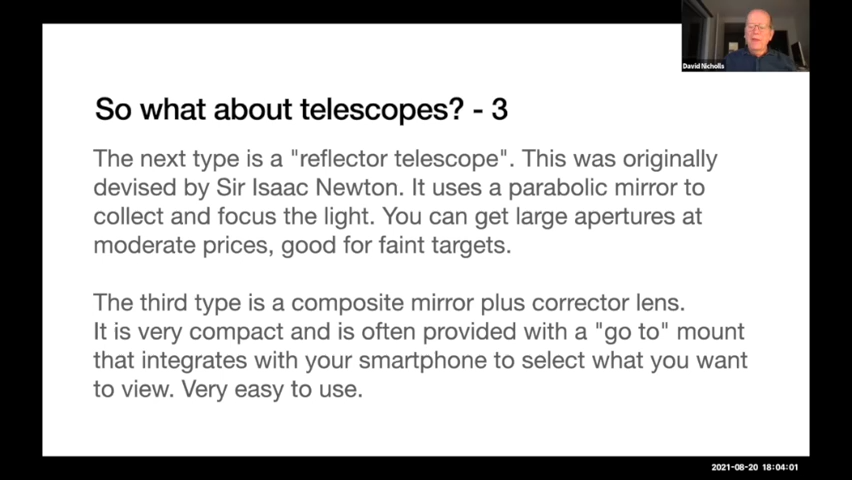 David Nicholls
So what about telescopes? - 3
The next type is a "reflector telescope". This was originally
devised by Sir Isaac Newton. It uses a parabolic mirror to
collect and focus the light. You can get large apertures at
moderate prices, good for faint targets.
The third type is a composite mirror plus corrector lens.
It is very compact and is often provided with a "go to" mount
that integrates with your smartphone to select what you want
to view. Very easy to use.
2021-08-20 18:04:01